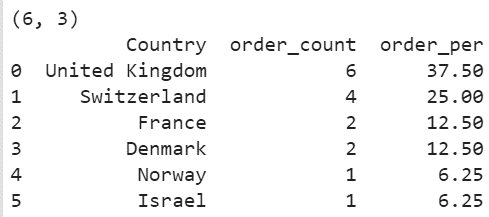 (6, 3)
Country order_count order_per
0 United Kingdom 6 37.50
1 Switzerland 4 25.00
2 France 2 12.50
3 Denmark 2 12.50
4 Norway 1 6.25
5 Israel 1 6.25